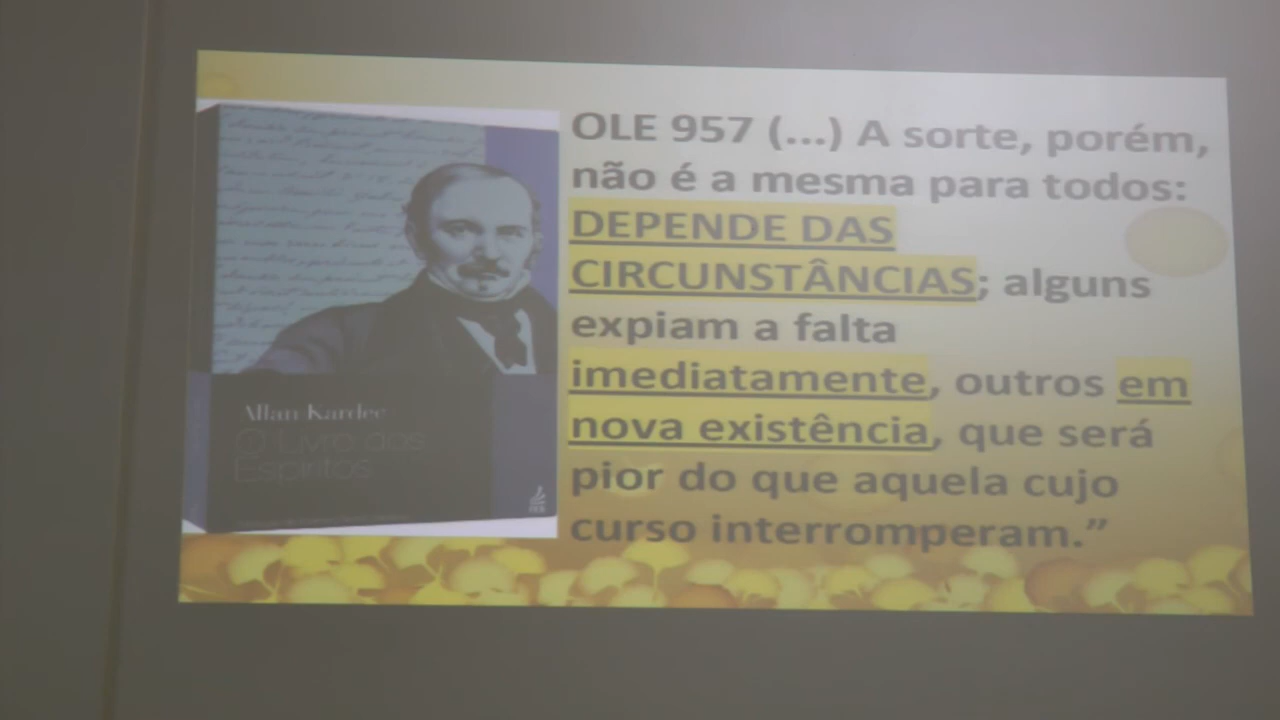 OLE 957 (...) A sorte, porém,
não é a mesma para todos:
DEPENDE DAS
CIRCUNSTÂNCIAS; alguns
expiam a falta
imediatamente, outros em
nova existência, que será
pior do que aquela cujo
curso interromperam.”
Allan Kardec
O Livro dos
Espíritos
FEB